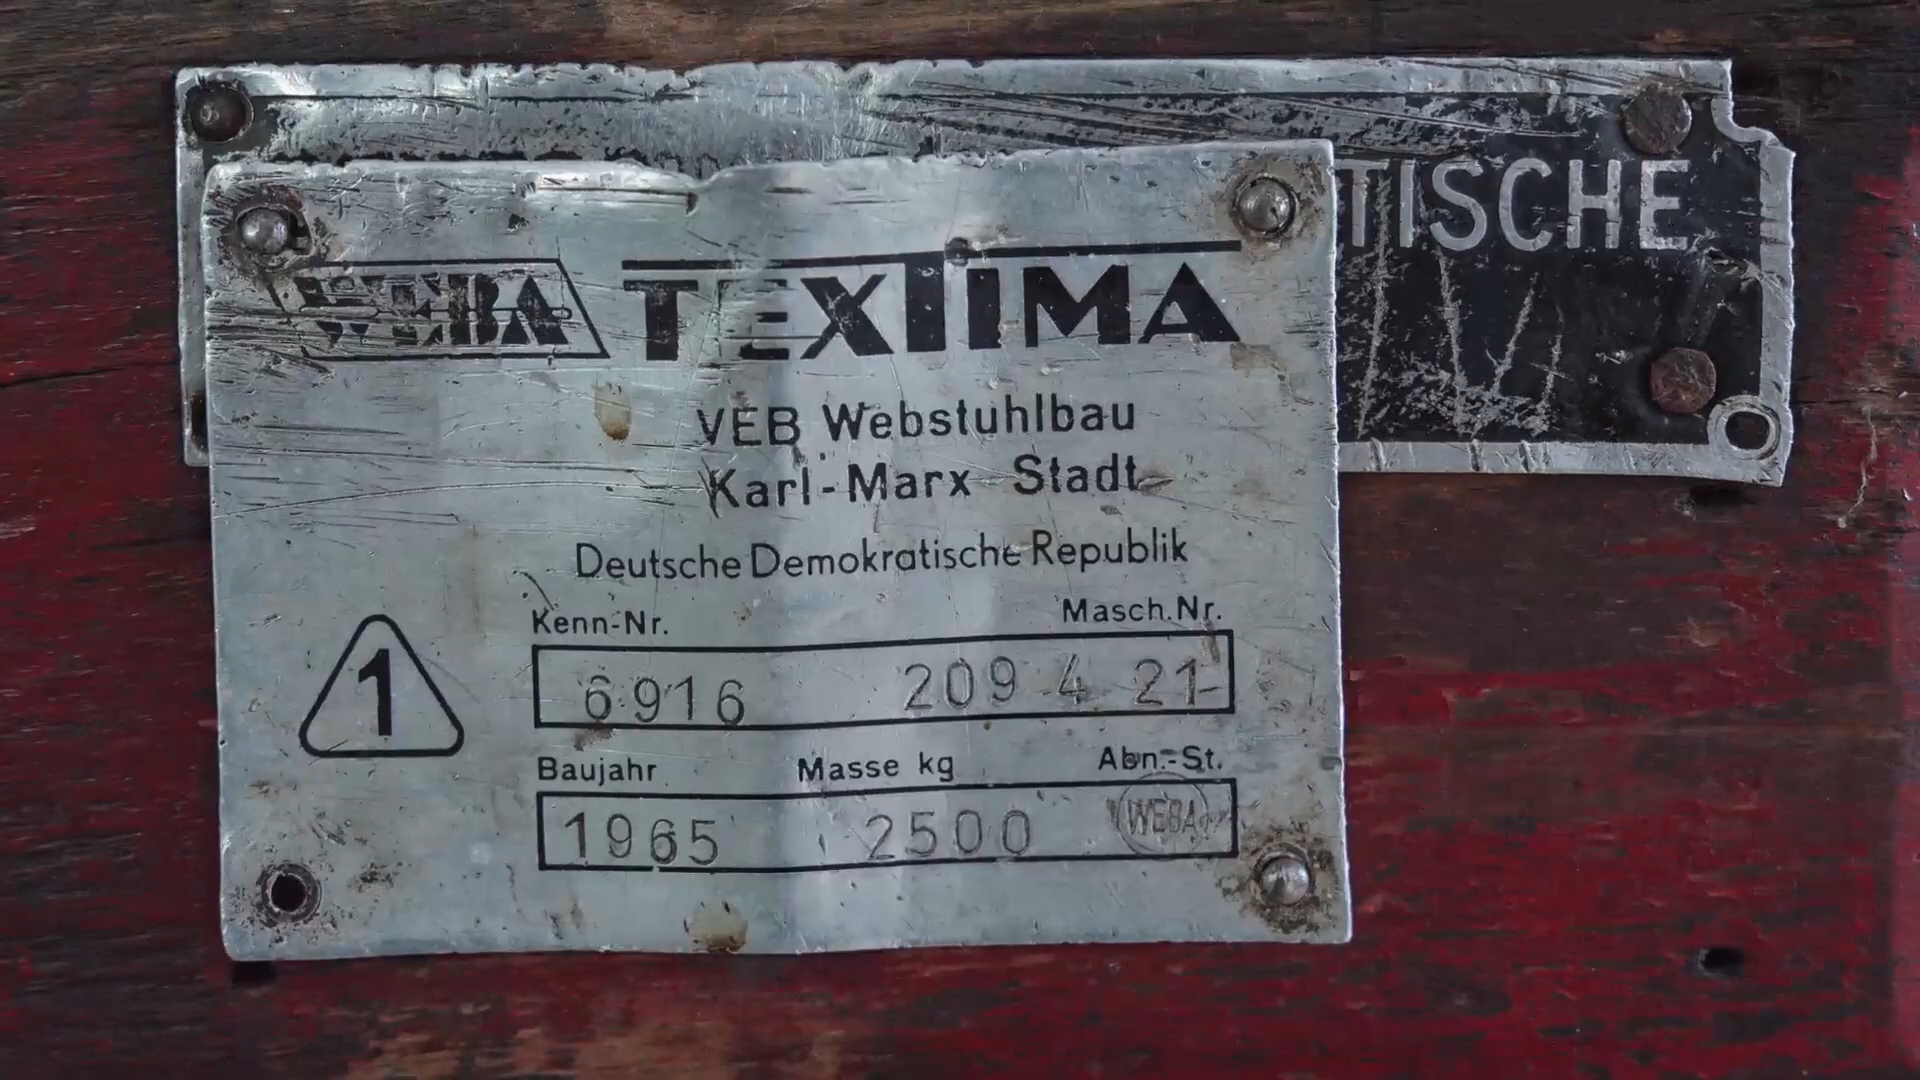 TISCHE
WEBA TEXTIMA
VEB Webstuhlbau
Karl-Marx Stadt
Deutsche Demokratische Republik
Kenn-Nr. Masch.Nr.
1 6916 209 4 21
Baujahr Masse kg Abn.-St.
1965 2500 WEBA